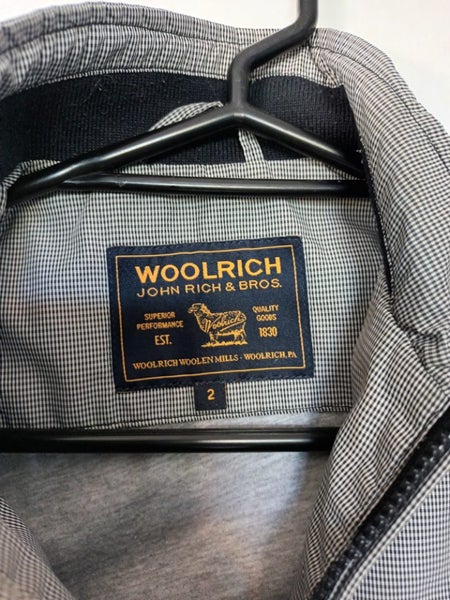 WOOLRICH
JOHN RICH & BROS.
SUPERIOR PERFORMANCE
EST.
Woolrich
QUALITY GOODS
1830
WOOLRICH WOOLEN MILLS - WOOLRICH, PA
2